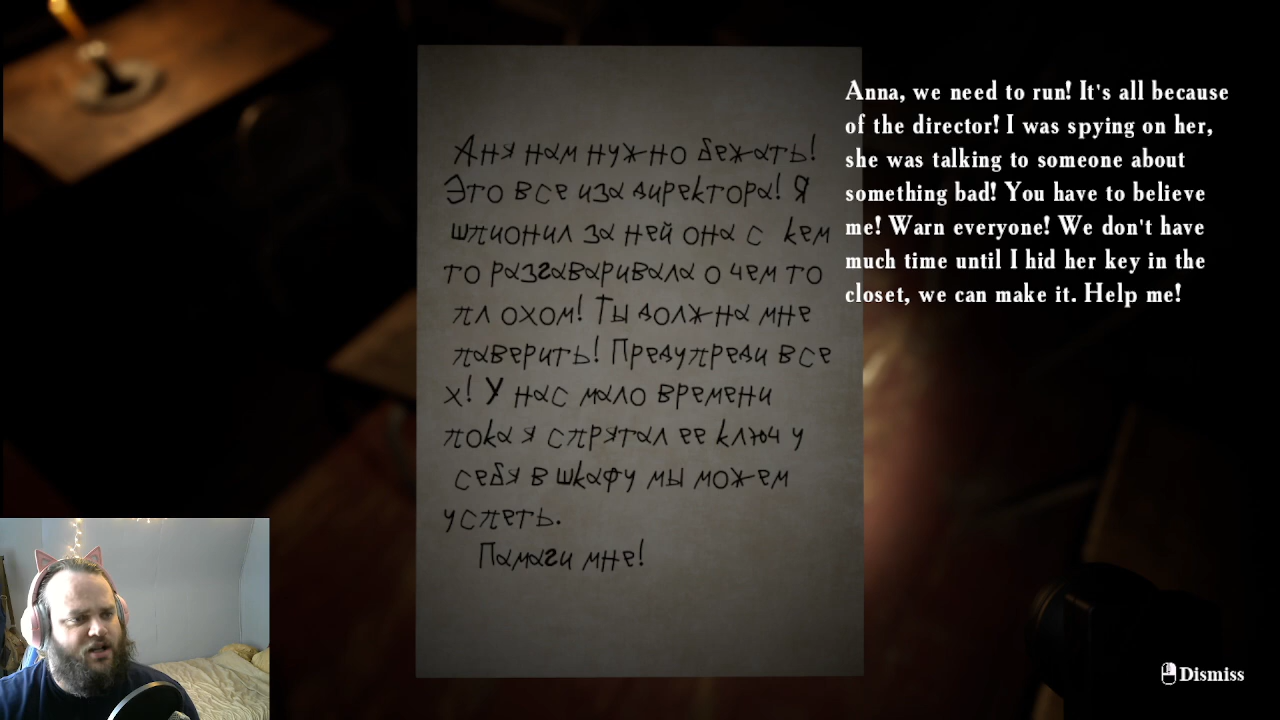 Аня нам нужно бежать!
Это все иза директора! Я
шпионил за ней она с кем
то разгаваривала о чем то
пл охом! Ты должна мне
паверить! Предупреди все
х! У нас мало времени
пока я спрятал ее ключ у
себя в шкафу мы можем
успеть.
Памаги мне!
Anna, we need to run! It's all because
of the director! I was spying on her,
she was talking to someone about
something bad! You have to believe
me! Warn everyone! We don't have
much time until I hid her key in the
closet, we can make it. Help me!
Dismiss